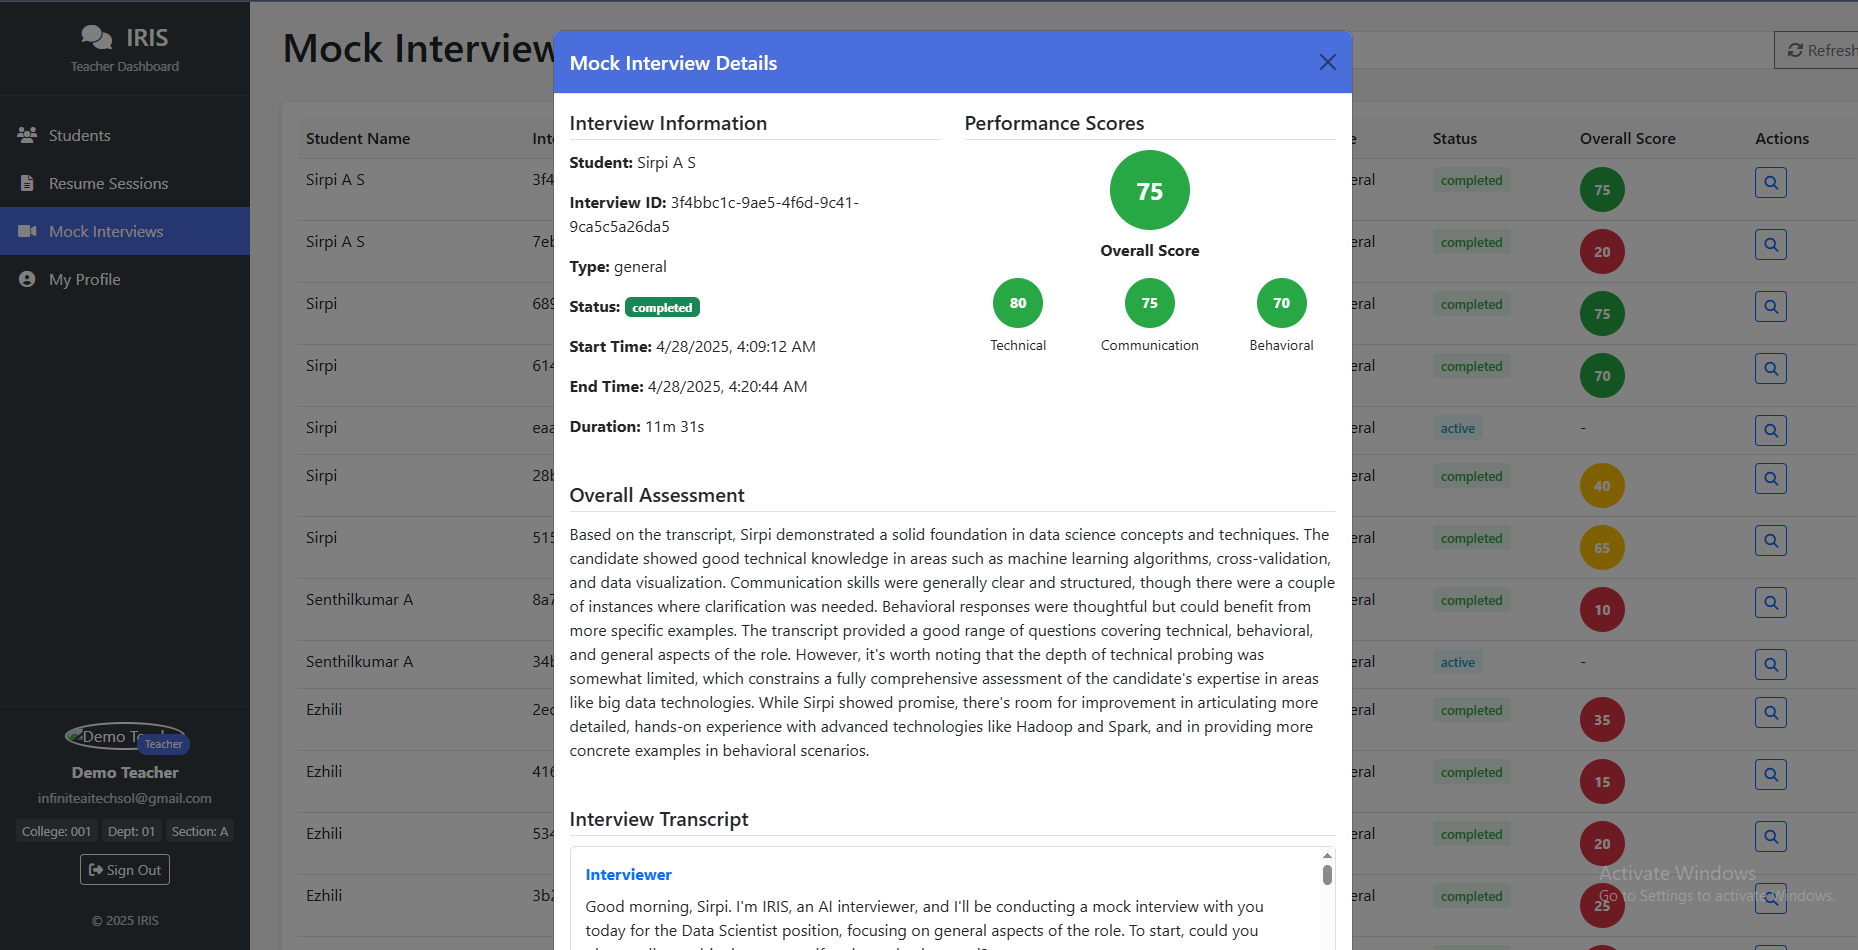 IRIS
Teacher Dashboard
Students
Resume Sessions
Mock Interviews
My Profile
Demo
Teacher
Demo Teacher
infiniteaitechsol@gmail.com
College: 001 Dept: 01 Section: A
Sign Out
© 2025 IRIS
Mock Interview
Refresh
Student Name Status Overall Score Actions
Sirpi A S 3f4 eral completed 75
Sirpi A S 7eb eral completed 20
Sirpi 689 eral completed 75
Sirpi 614 eral completed 70
Sirpi eaa eral active -
Sirpi 28b eral completed 40
Sirpi 515 eral completed 65
Senthilkumar A 8a7 eral completed 10
Senthilkumar A 34b eral active -
Ezhili 2ec eral completed 35
Ezhili 416 eral completed 15
Ezhili 534 eral completed 20
Ezhili 3b2 eral completed 25
Mock Interview Details
Interview Information
Student: Sirpi A S
Interview ID: 3f4bbc1c-9ae5-4f6d-9c41-
9ca5c5a26da5
Type: general
Status: completed
Start Time: 4/28/2025, 4:09:12 AM
End Time: 4/28/2025, 4:20:44 AM
Duration: 11m 31s
Performance Scores
75
Overall Score
80 75 70
Technical Communication Behavioral
Overall Assessment
Based on the transcript, Sirpi demonstrated a solid foundation in data science concepts and techniques. The
candidate showed good technical knowledge in areas such as machine learning algorithms, cross-validation,
and data visualization. Communication skills were generally clear and structured, though there were a couple
of instances where clarification was needed. Behavioral responses were thoughtful but could benefit from
more specific examples. The transcript provided a good range of questions covering technical, behavioral,
and general aspects of the role. However, it's worth noting that the depth of technical probing was
somewhat limited, which constrains a fully comprehensive assessment of the candidate's expertise in areas
like big data technologies. While Sirpi showed promise, there's room for improvement in articulating more
detailed, hands-on experience with advanced technologies like Hadoop and Spark, and in providing more
concrete examples in behavioral scenarios.
Interview Transcript
Interviewer
Good morning, Sirpi. I'm IRIS, an AI interviewer, and I'll be conducting a mock interview with you
today for the Data Scientist position, focusing on general aspects of the role. To start, could you
Activate Windows
Go to Settings to activate Windows.